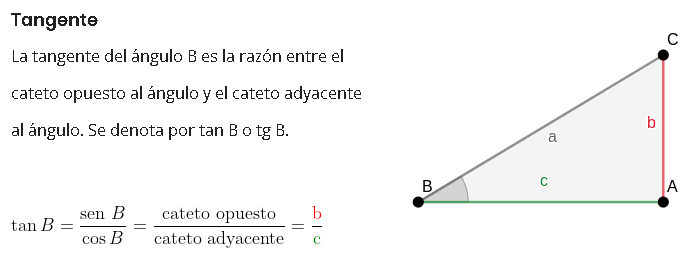 Tangente
La tangente del ángulo B es la razón entre el
cateto opuesto al ángulo y el cateto adyacente
al ángulo. Se denota por tan B o tg B.
tan B = sen B / cos B = cateto opuesto / cateto adyacente = b / c
C
b
a
c
B
A